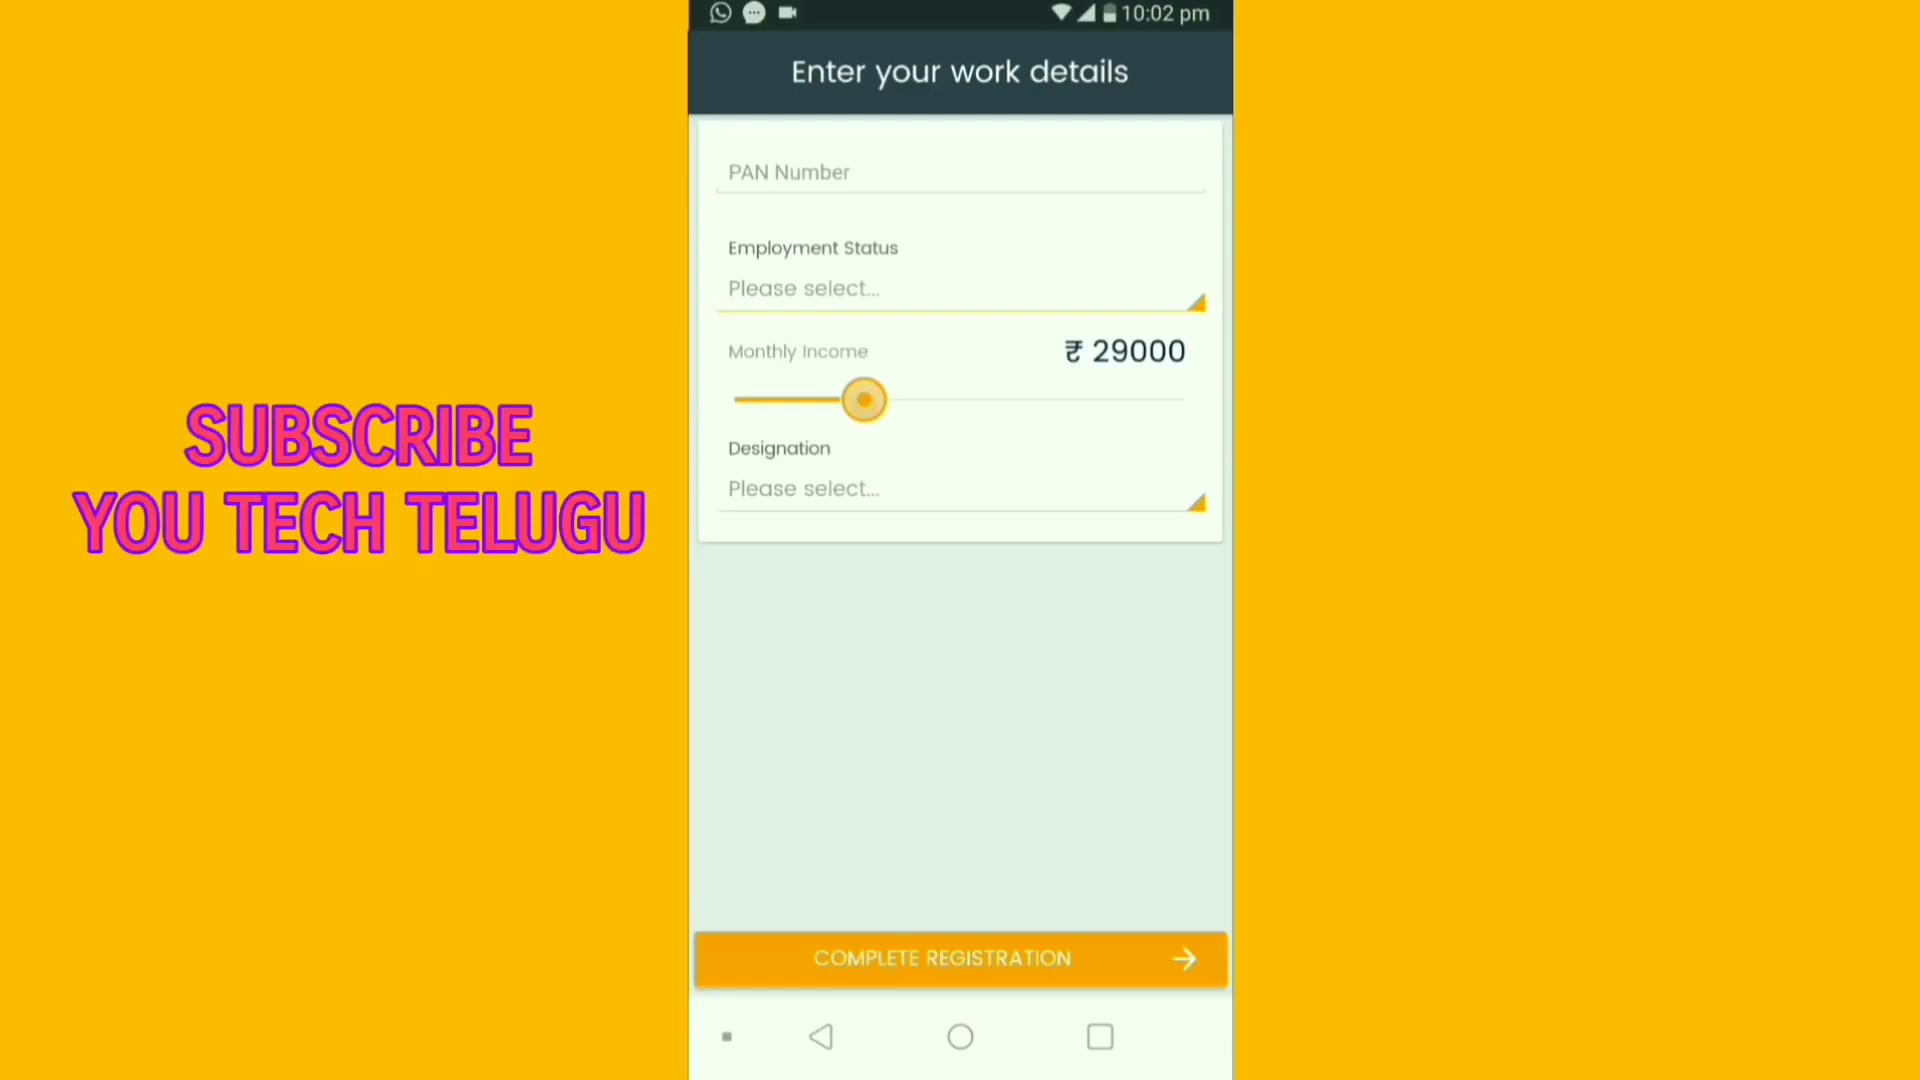 10:02 pm
Enter your work details
PAN Number
Employment Status
Please select...
Monthly Income
₹ 29000
Designation
Please select...
COMPLETE REGISTRATION
SUBSCRIBE
YOU TECH TELUGU